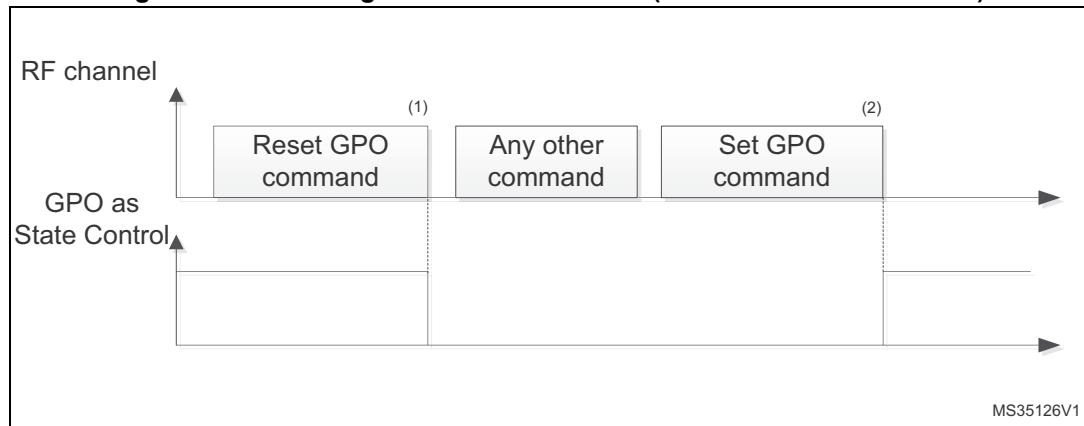 RF channel
(1)
(2)
Reset GPO
command
Any other
command
Set GPO
command
GPO as
State Control
MS35126V1